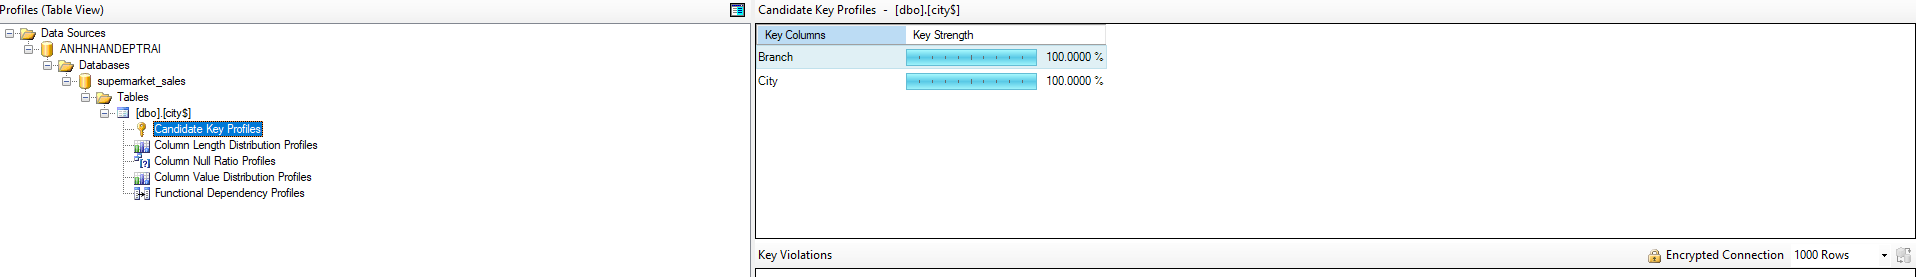 Profiles (Table View)
Data Sources
ANHNHANDEPTRAI
Databases
supermarket_sales
Tables
[dbo].[city$]
Candidate Key Profiles
Column Length Distribution Profiles
Column Null Ratio Profiles
Column Value Distribution Profiles
Functional Dependency Profiles
Candidate Key Profiles - [dbo].[city$]
Key Columns Key Strength
Branch 100.0000 %
City 100.0000 %
Key Violations Encrypted Connection 1000 Rows